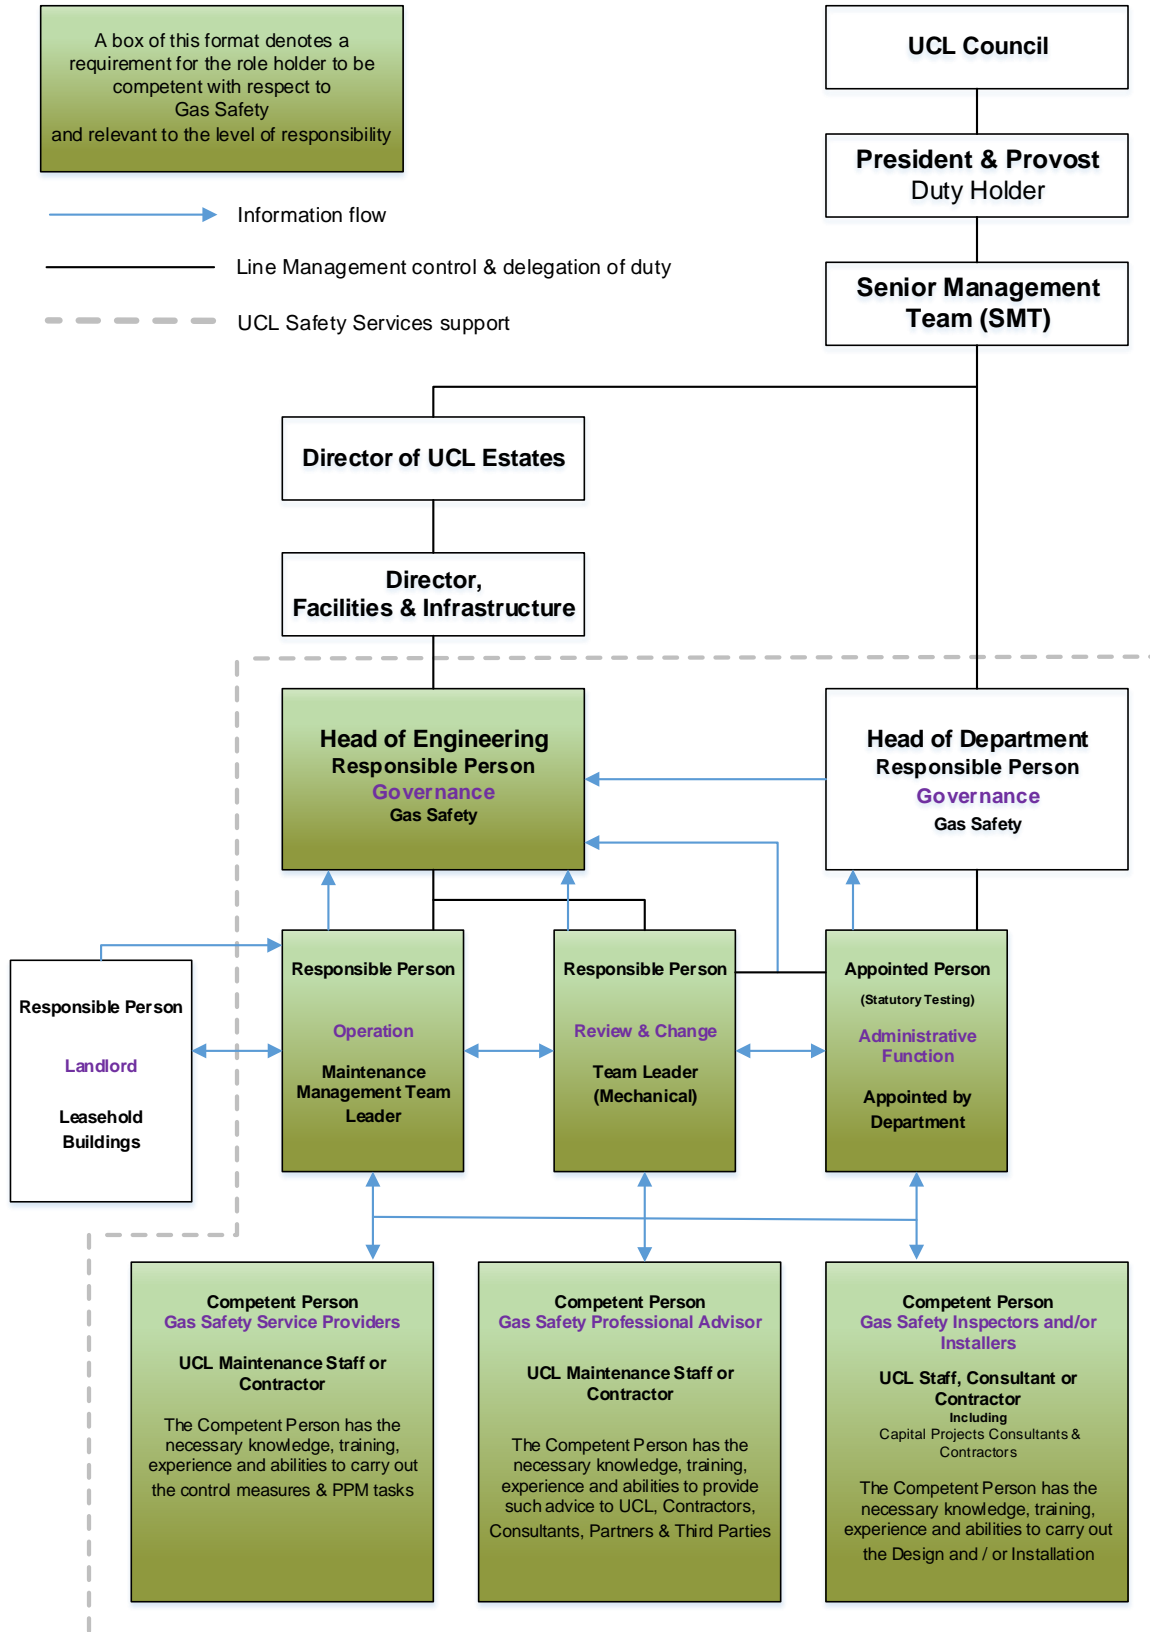 A box of this format denotes a
requirement for the role holder to be
competent with respect to
Gas Safety
and relevant to the level of responsibility
Information flow
Line Management control & delegation of duty
UCL Safety Services support
UCL Council
President & Provost
Duty Holder
Senior Management
Team (SMT)
Director of UCL Estates
Director,
Facilities & Infrastructure
Head of Engineering
Responsible Person
Governance
Gas Safety
Head of Department
Responsible Person
Governance
Gas Safety
Responsible Person
Landlord
Leasehold
Buildings
Responsible Person
Operation
Maintenance
Management Team
Leader
Responsible Person
Review & Change
Team Leader
(Mechanical)
Appointed Person
(Statutory Testing)
Administrative
Function
Appointed by
Department
Competent Person
Gas Safety Service Providers
UCL Maintenance Staff or
Contractor
The Competent Person has the
necessary knowledge, training,
experience and abilities to carry out
the control measures & PPM tasks
Competent Person
Gas Safety Professional Advisor
UCL Maintenance Staff or
Contractor
The Competent Person has the
necessary knowledge, training,
experience and abilities to provide
such advice to UCL, Contractors,
Consultants, Partners & Third Parties
Competent Person
Gas Safety Inspectors and/or
Installers
UCL Staff, Consultant or
Contractor
Including
Capital Projects Consultants &
Contractors
The Competent Person has the
necessary knowledge, training,
experience and abilities to carry out
the Design and / or Installation